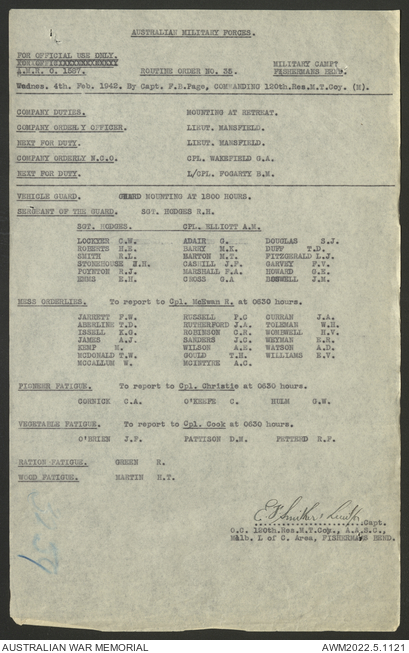 AUSTRALIAN MILITARY FORCES.
FOR OFFICIAL USE ONLY.
A.M.R. O. 1527. ROUTINE ORDER NO. 35. MILITARY CAMPT FISHERMANS BEND.
Wednes. 4th. Feb. 1942. By Capt. F.B.Page, COMMANDING 120th.Res.M.T.Coy. (M).
COMPANY DUTIES. MOUNTING AT RETREAT.
COMPANY ORDERLY OFFICER. LIEUT. MANSFIELD.
NEXT FOR DUTY. LIEUT. MANSFIELD.
COMPANY ORDERLY N.C.O. CPL. WAKEFIELD G.A.
NEXT FOR DUTY. L/CPL. FOGARTY B.M.
VEHICLE GUARD. GUARD MOUNTING AT 1800 HOURS.
SERGEANT OF THE GUARD. SGT. HODGES R.H.
SGT. HODGES. CPL. ELLIOTT A.N.
LOCKYER C.W. ADAIR G. DOUGLAS S.J.
ROBERTS H.E. BARRY M.K. DUFF T.D.
SMITH R.L. BARTON M.T. FITZGERALD L.J.
STONEHOUSE J.H. CASHILL J.P. GARVEY F.V.
POYNTON R.J. MARSHALL F.A. HOWARD G.E.
ENNS E.H. CROSS G.A BOSWELL J.M.
MESS ORDERLIES. To report to Cpl. McEwan H. at 0630 hours.
JARRETT F.W. RUSSELL P.C CURRAN J.A.
ABERLINE T.D. RUTHERFORD J.A. TOLEMAN W.H.
ISSELL K.G. ROBINSON C.R. WOMBWELL H.V.
JAMES A.J. SANDERS J.C. WEYMAN E.R.
KEMP M. WILSON A.H. WATSON A.D.
MCDONALD T.W. GOULD T.H. WILLIAMS E.V.
MCCALLUM W. MCINTYRE A.C.
PIONEER FATIGUE. To report to Cpl. Christie at 0630 hours.
CORNICK C.A. O'KEEFE C. HULM G.W.
VEGETABLE FATIGUE. To report to Cpl. Cook at 0630 hours.
O'BRIEN J.F. PATTISON D.N. PETTEND R.F.
RATION FATIGUE. GREEN R.
WOOD FATIGUE. MARTIN H.T.
Capt.
O.C. 120th.Res.M.T.Coy., A.A.S.C.,
Melb. L of C. Area, FISHERMANS BEND.
AUSTRALIAN WAR MEMORIAL AWM2022.5.1121